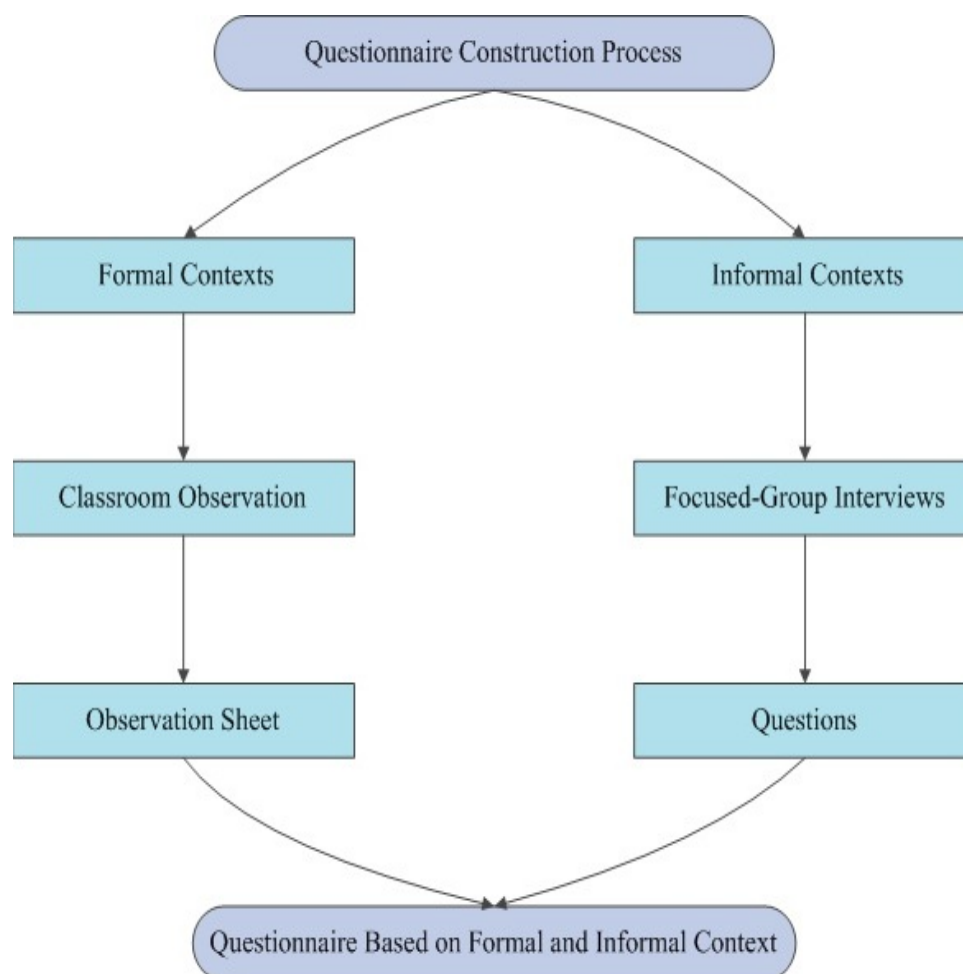 Questionnaire Construction Process
Formal Contexts
Informal Contexts
Classroom Observation
Focused-Group Interviews
Observation Sheet
Questions
Questionnaire Based on Formal and Informal Context